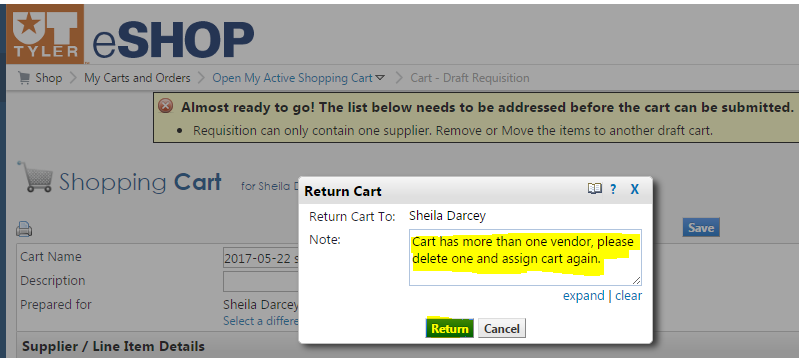 UT
TYLER
eSHOP
Shop > My Carts and Orders > Open My Active Shopping Cart > Cart - Draft Requisition
Almost ready to go! The list below needs to be addressed before the cart can be submitted.
• Requisition can only contain one supplier. Remove or Move the items to another draft cart.
Shopping Cart for Sheila
Return Cart ? X
Return Cart To: Sheila Darcey
Note: Cart has more than one vendor, please
delete one and assign cart again.
expand | clear
Return Cancel
Save
Cart Name 2017-05-22 s
Description
Prepared for Sheila Darcey
Select a differe
Supplier / Line Item Details